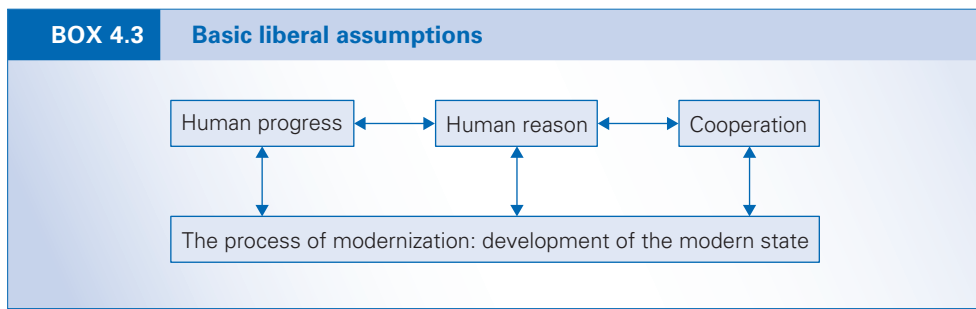 BOX 4.3 Basic liberal assumptions
Human progress Human reason Cooperation
The process of modernization: development of the modern state